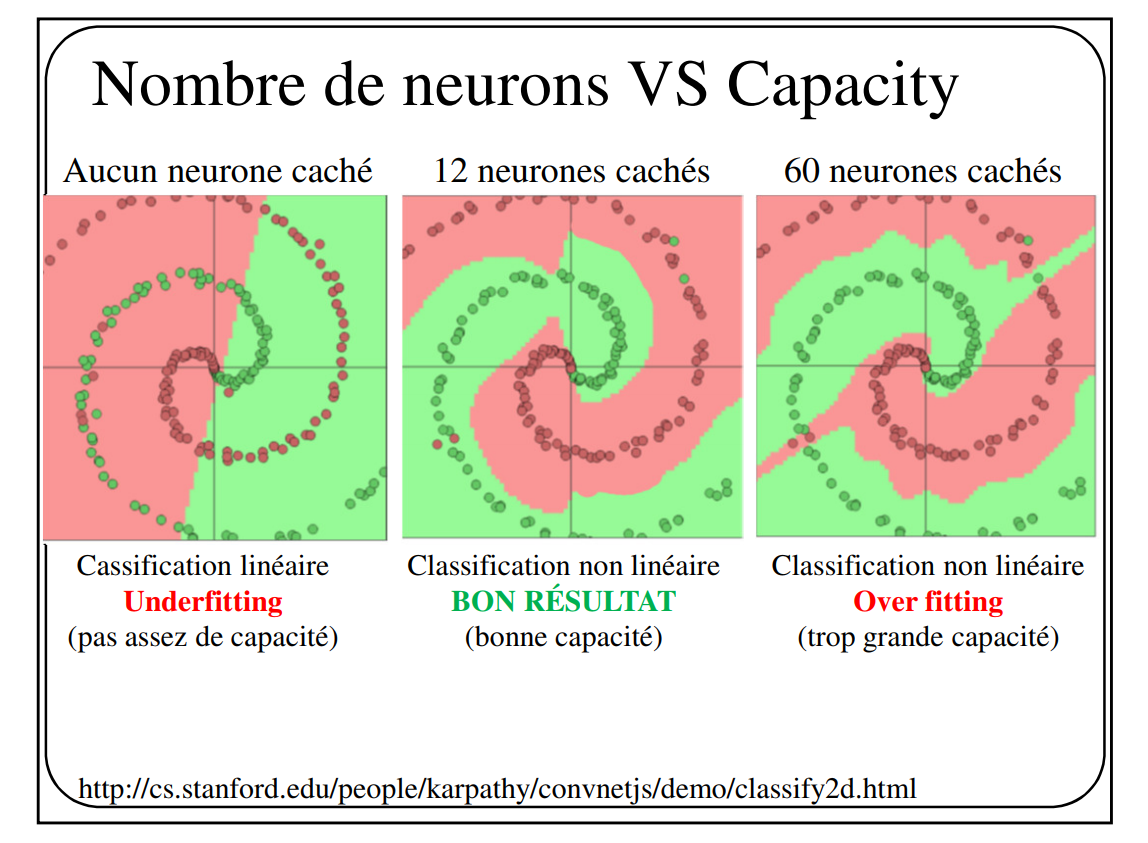 Nombre de neurons VS Capacity
Aucun neurone caché
12 neurones cachés
60 neurones cachés
Cassification linéaire
Underfitting
(pas assez de capacité)
Classification non linéaire
BON RÉSULTAT
(bonne capacité)
Classification non linéaire
Over fitting
(trop grande capacité)
http://cs.stanford.edu/people/karpathy/convnetjs/demo/classify2d.html